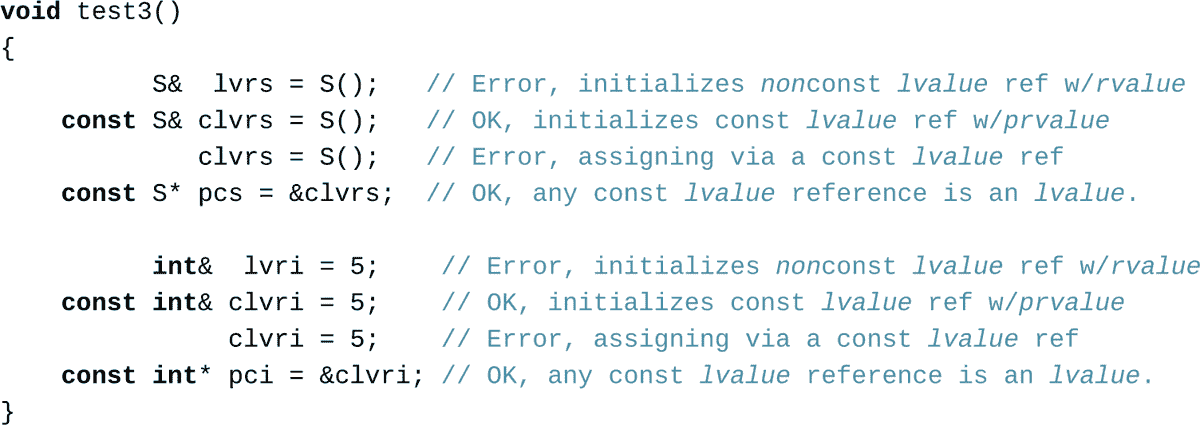 void test3()
{
          S&  lvrs = S();   // Error, initializes nonconst lvalue ref w/rvalue
    const S& clvrs = S();   // OK, initializes const lvalue ref w/prvalue
             clvrs = S();   // Error, assigning via a const lvalue ref
    const S* pcs = &clvrs;  // OK, any const lvalue reference is an lvalue.

          int&  lvri = 5;    // Error, initializes nonconst lvalue ref w/rvalue
    const int& clvri = 5;    // OK, initializes const lvalue ref w/prvalue
               clvri = 5;    // Error, assigning via a const lvalue ref
    const int* pci = &clvri; // OK, any const lvalue reference is an lvalue.
}